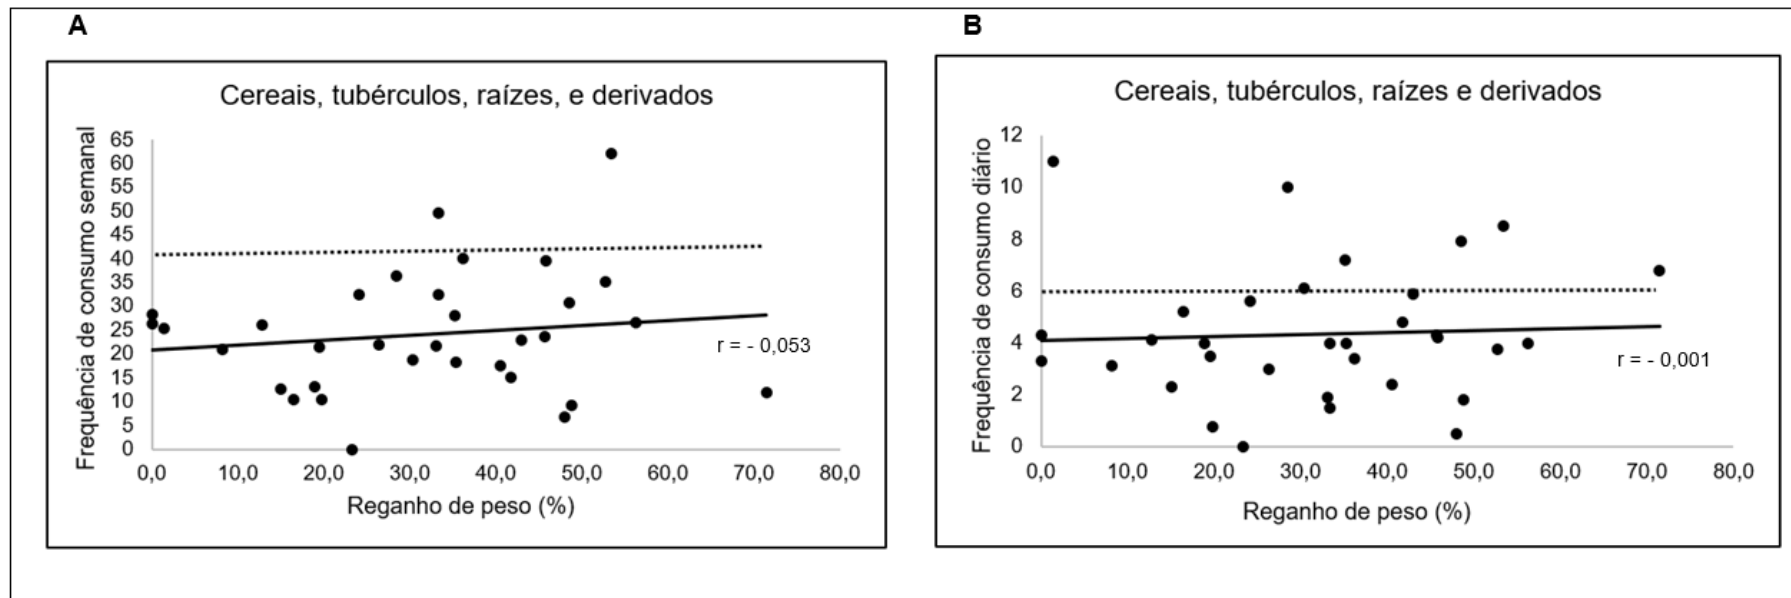 A
Cereais, tubérculos, raízes, e derivados
Frequência de consumo semanal
65
60
55
50
45
40
35
30
25
20
15
10
5
0
r = - 0,053
0,0 10,0 20,0 30,0 40,0 50,0 60,0 70,0 80,0
Reganho de peso (%)
B
Cereais, tubérculos, raízes e derivados
Frequência de consumo diário
12
10
8
6
4
2
0
r = - 0,001
0,0 10,0 20,0 30,0 40,0 50,0 60,0 70,0 80,0
Reganho de peso (%)